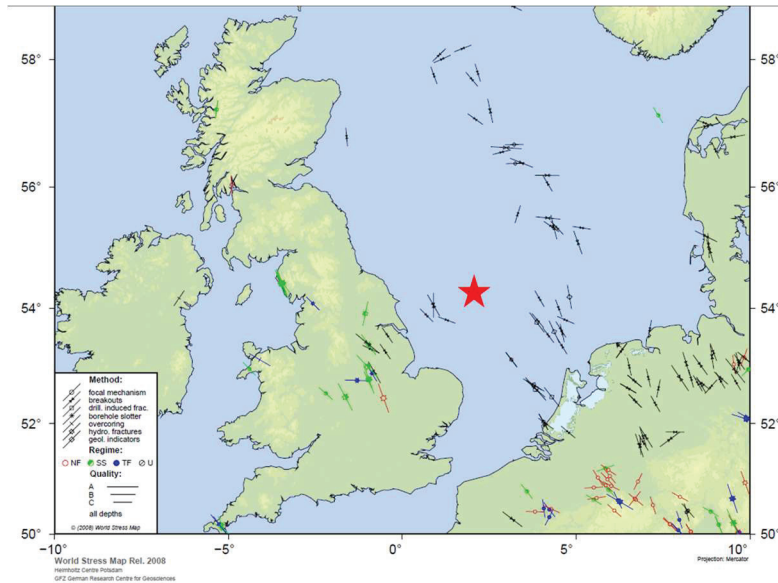 58°
58°
56°
56°
54°
54°
52°
52°
50°
50°
−10°
−5°
0°
5°
10°
Method:
focal mechanism
breakouts
drill. induced frac.
borehole slotter
overcoring
hydro. fractures
geol. indicators
Regime:
NF SS TF U
Quality:
A
B
C
all depths
© (2008) World Stress Map
Projection: Mercator
World Stress Map Rel. 2008
Helmholtz Centre Potsdam
GFZ German Research Centre for Geosciences